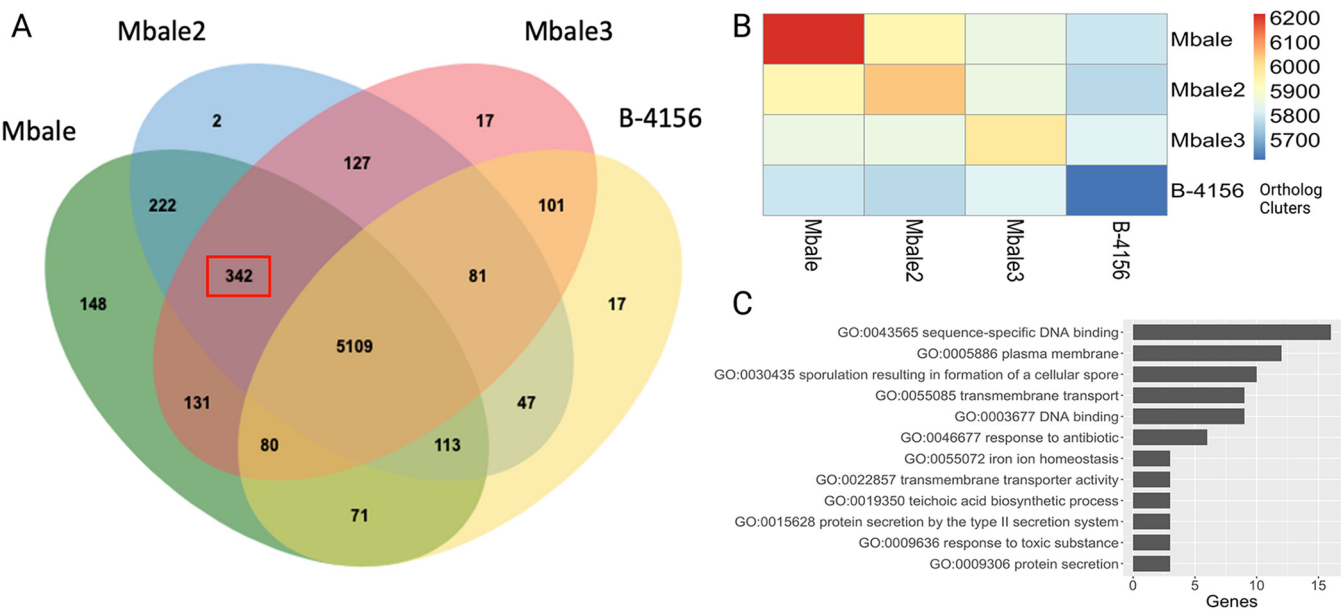 A
Mbale2
Mbale3
Mbale
B-4156
2
17
127
222
101
342
81
148
17
5109
131
47
80
113
71
B
Mbale
Mbale2
Mbale3
B-4156
Mbale
Mbale2
Mbale3
B-4156
6200
6100
6000
5900
5800
5700
Ortholog
Cluters
C
GO:0043565 sequence-specific DNA binding
GO:0005886 plasma membrane
GO:0030435 sporulation resulting in formation of a cellular spore
GO:0055085 transmembrane transport
GO:0003677 DNA binding
GO:0046677 response to antibiotic
GO:0055072 iron ion homeostasis
GO:0022857 transmembrane transporter activity
GO:0019350 teichoic acid biosynthetic process
GO:0015628 protein secretion by the type II secretion system
GO:0009636 response to toxic substance
GO:0009306 protein secretion
0 5 10 15
Genes